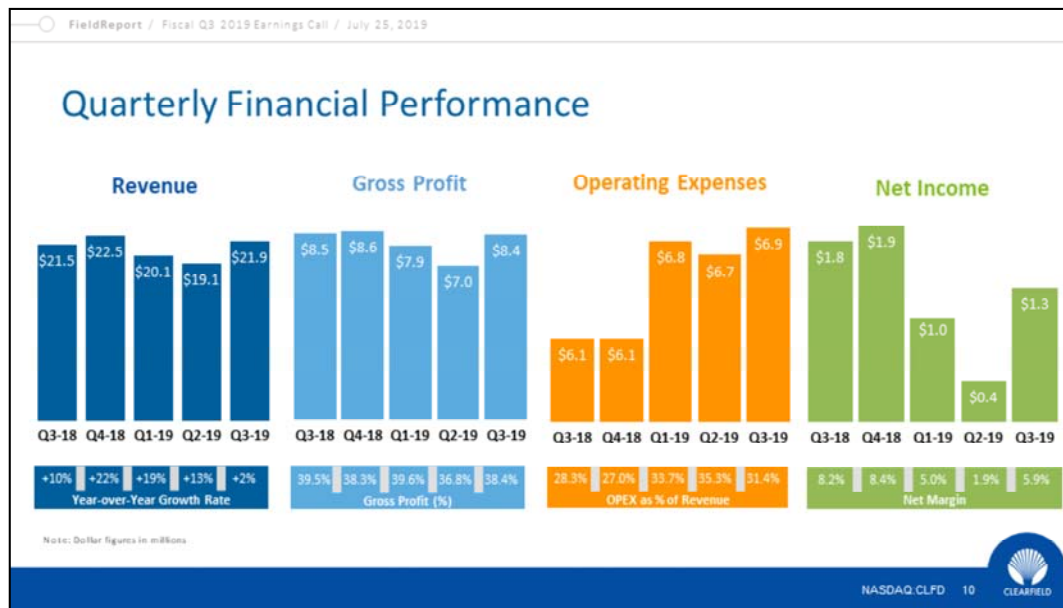 FieldReport / Fiscal Q3 2019 Earnings Call / July 25, 2019
Quarterly Financial Performance
Revenue
$21.5 $22.5 $20.1 $19.1 $21.9
Q3-18 Q4-18 Q1-19 Q2-19 Q3-19
+10% +22% +19% +13% +2%
Year-over-Year Growth Rate
Gross Profit
$8.5 $8.6 $7.9 $7.0 $8.4
Q3-18 Q4-18 Q1-19 Q2-19 Q3-19
39.5% 38.3% 39.6% 36.8% 38.4%
Gross Profit (%)
Operating Expenses
$6.1 $6.1 $6.8 $6.7 $6.9
Q3-18 Q4-18 Q1-19 Q2-19 Q3-19
28.3% 27.0% 33.7% 35.3% 31.4%
OPEX as % of Revenue
Net Income
$1.8 $1.9 $1.0 $0.4 $1.3
Q3-18 Q4-18 Q1-19 Q2-19 Q3-19
8.2% 8.4% 5.0% 1.9% 5.9%
Net Margin
Note: Dollar figures in millions
NASDAQ:CLFD 10
CLEARFIELD